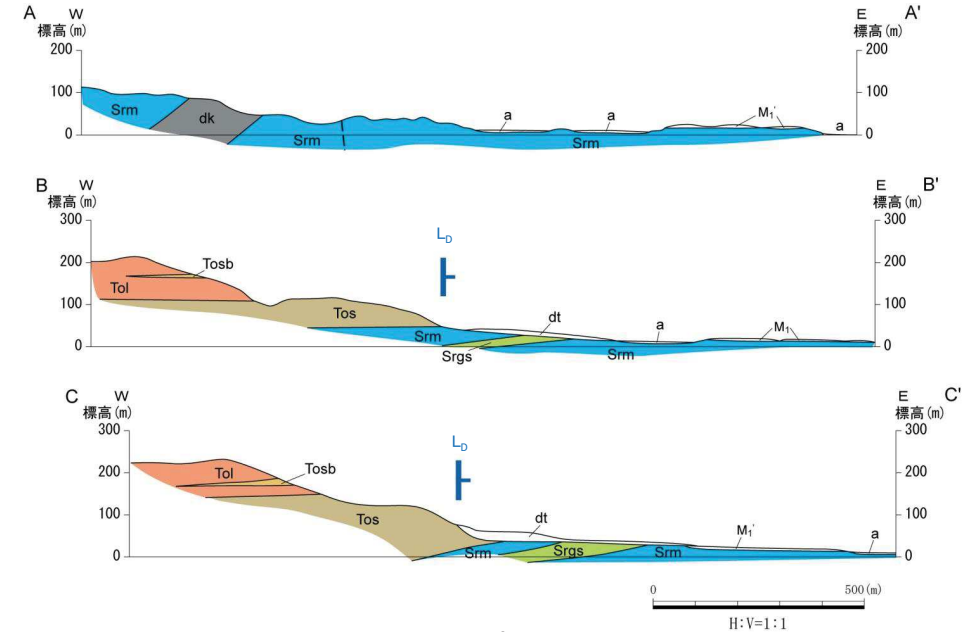 A W
標高(m)
E A'
標高(m)
200
200
100
100
0
0
Srm
dk
Srm
Srm
a
a
M₁'
a
B W
標高(m)
E B'
標高(m)
300
300
200
200
100
100
0
0
L_D
Tosb
Tol
Tos
Srm
Srgs
dt
a
M₁
Srm
C W
標高(m)
E C'
標高(m)
300
300
200
200
100
100
0
0
L_D
Tol
Tosb
Tos
dt
Srm
Srgs
Srm
M₁'
a
0 500(m)
H:V=1:1